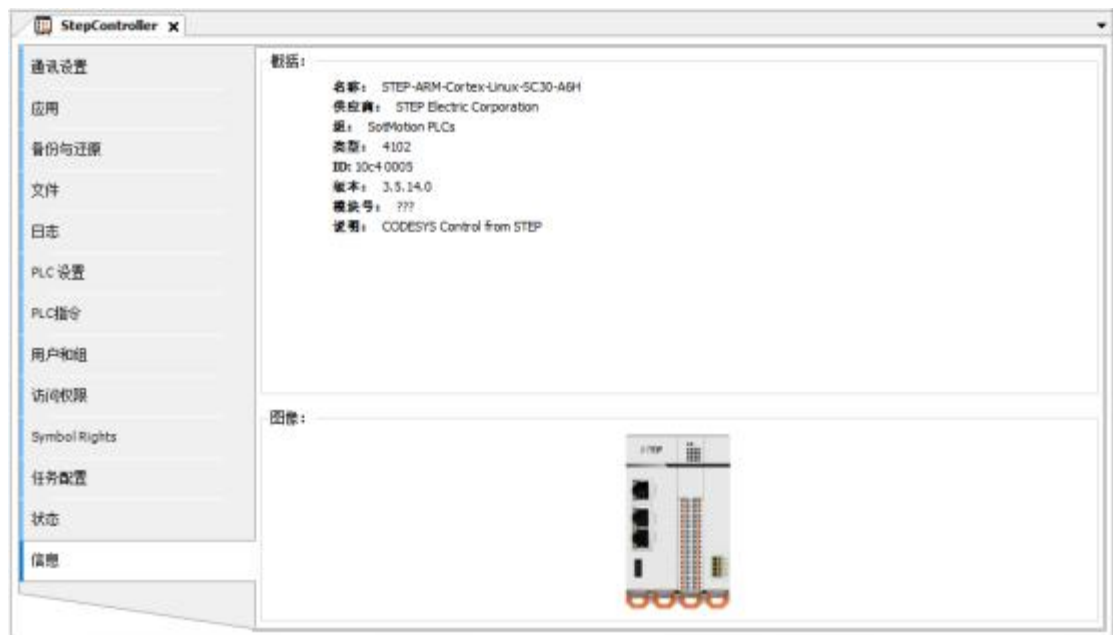 StepController
通讯设置
应用
备份与还原
文件
日志
PLC 设置
PLC指令
用户和组
访问权限
Symbol Rights
任务配置
状态
信息
概括:
名称: STEP-ARM-Cortex-Linux-SC30-A6H
供应商: STEP Electric Corporation
组: SotMotion PLCs
类型: 4102
ID: 10c4 0005
版本: 3.5.14.0
模块号: ???
说明: CODESYS Control from STEP
图像:
STEP